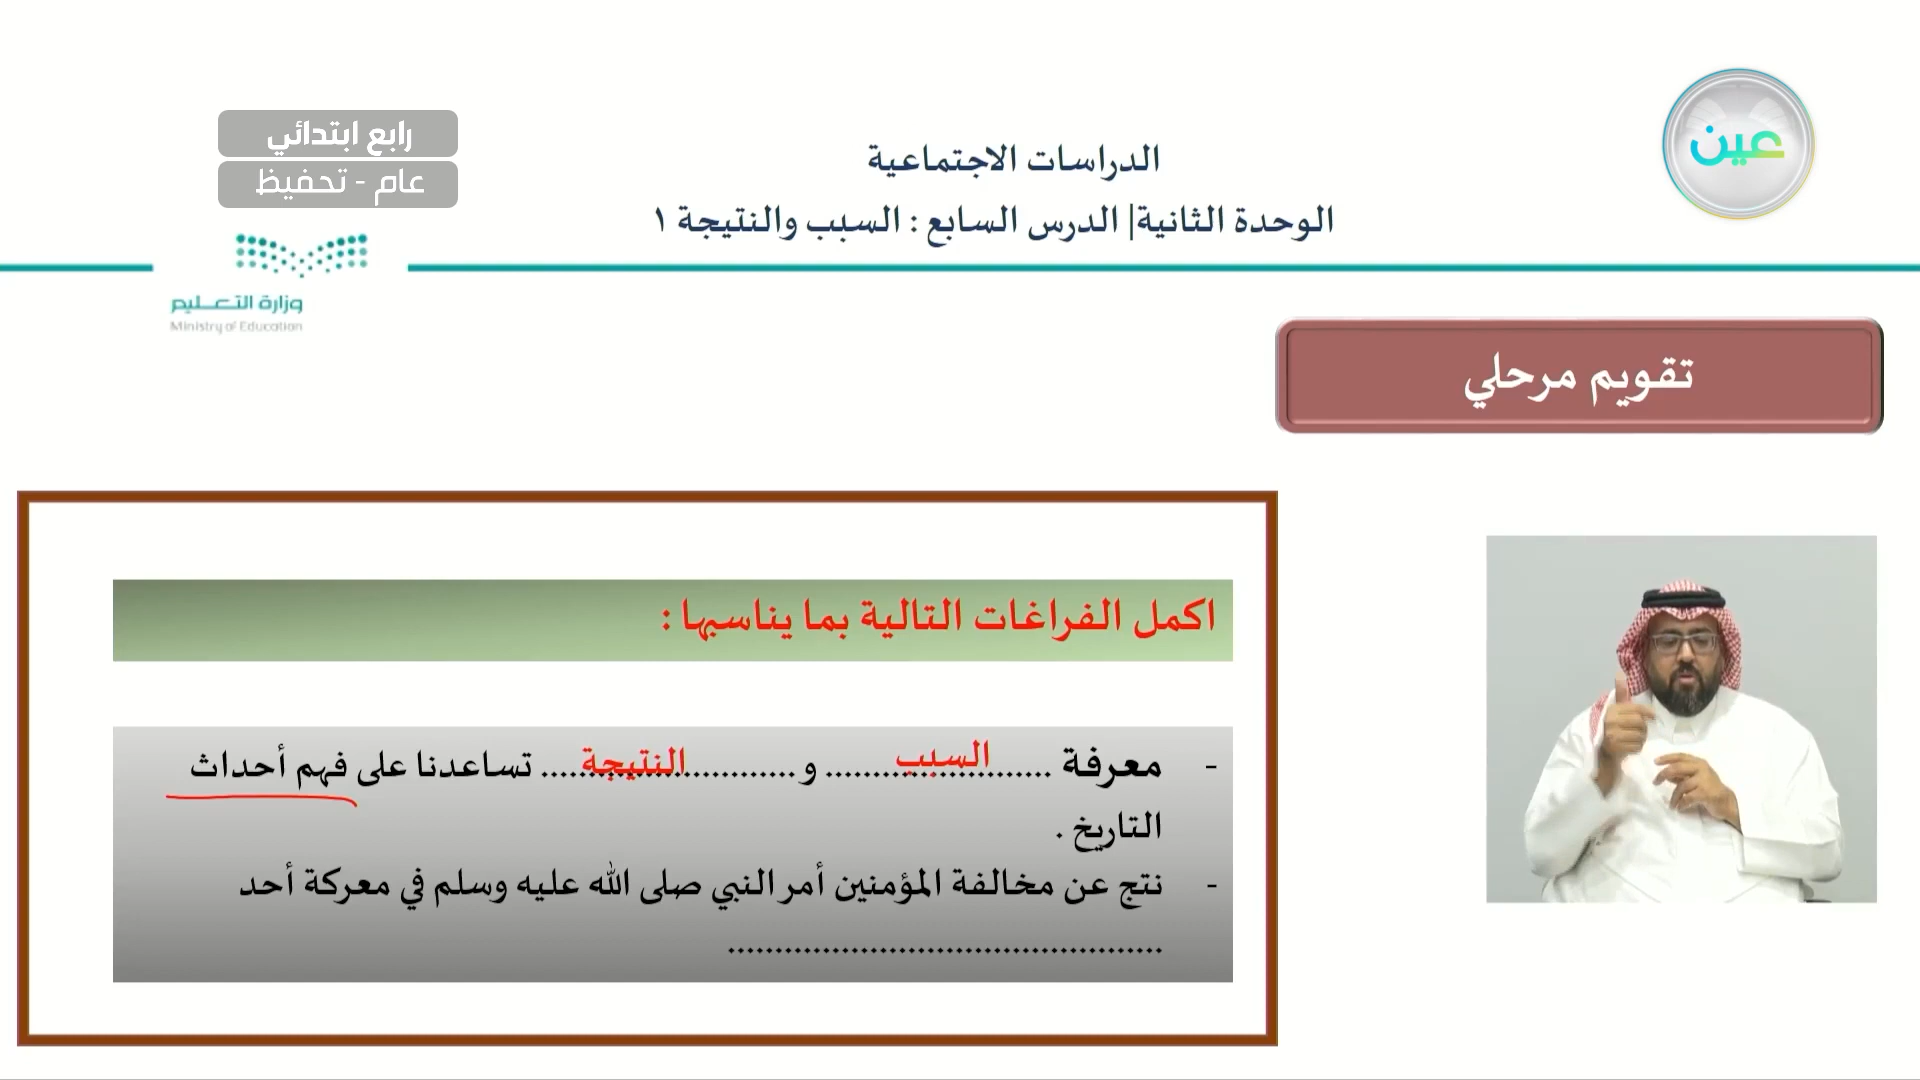 رابع ابتدائي
عام - تحفيظ
الدراسات الاجتماعية
الوحدة الثانية| الدرس السابع : السبب والنتيجة ١
عين
وزارة التعليم
Ministry of Education
تقويم مرحلي
اكمل الفراغات التالية بما يناسبها :
- معرفة ........السبب........ و........النتيجة........ تساعدنا على فهم أحداث
التاريخ .
- نتج عن مخالفة المؤمنين أمر النبي صلى الله عليه وسلم في معركة أحد
..............................................